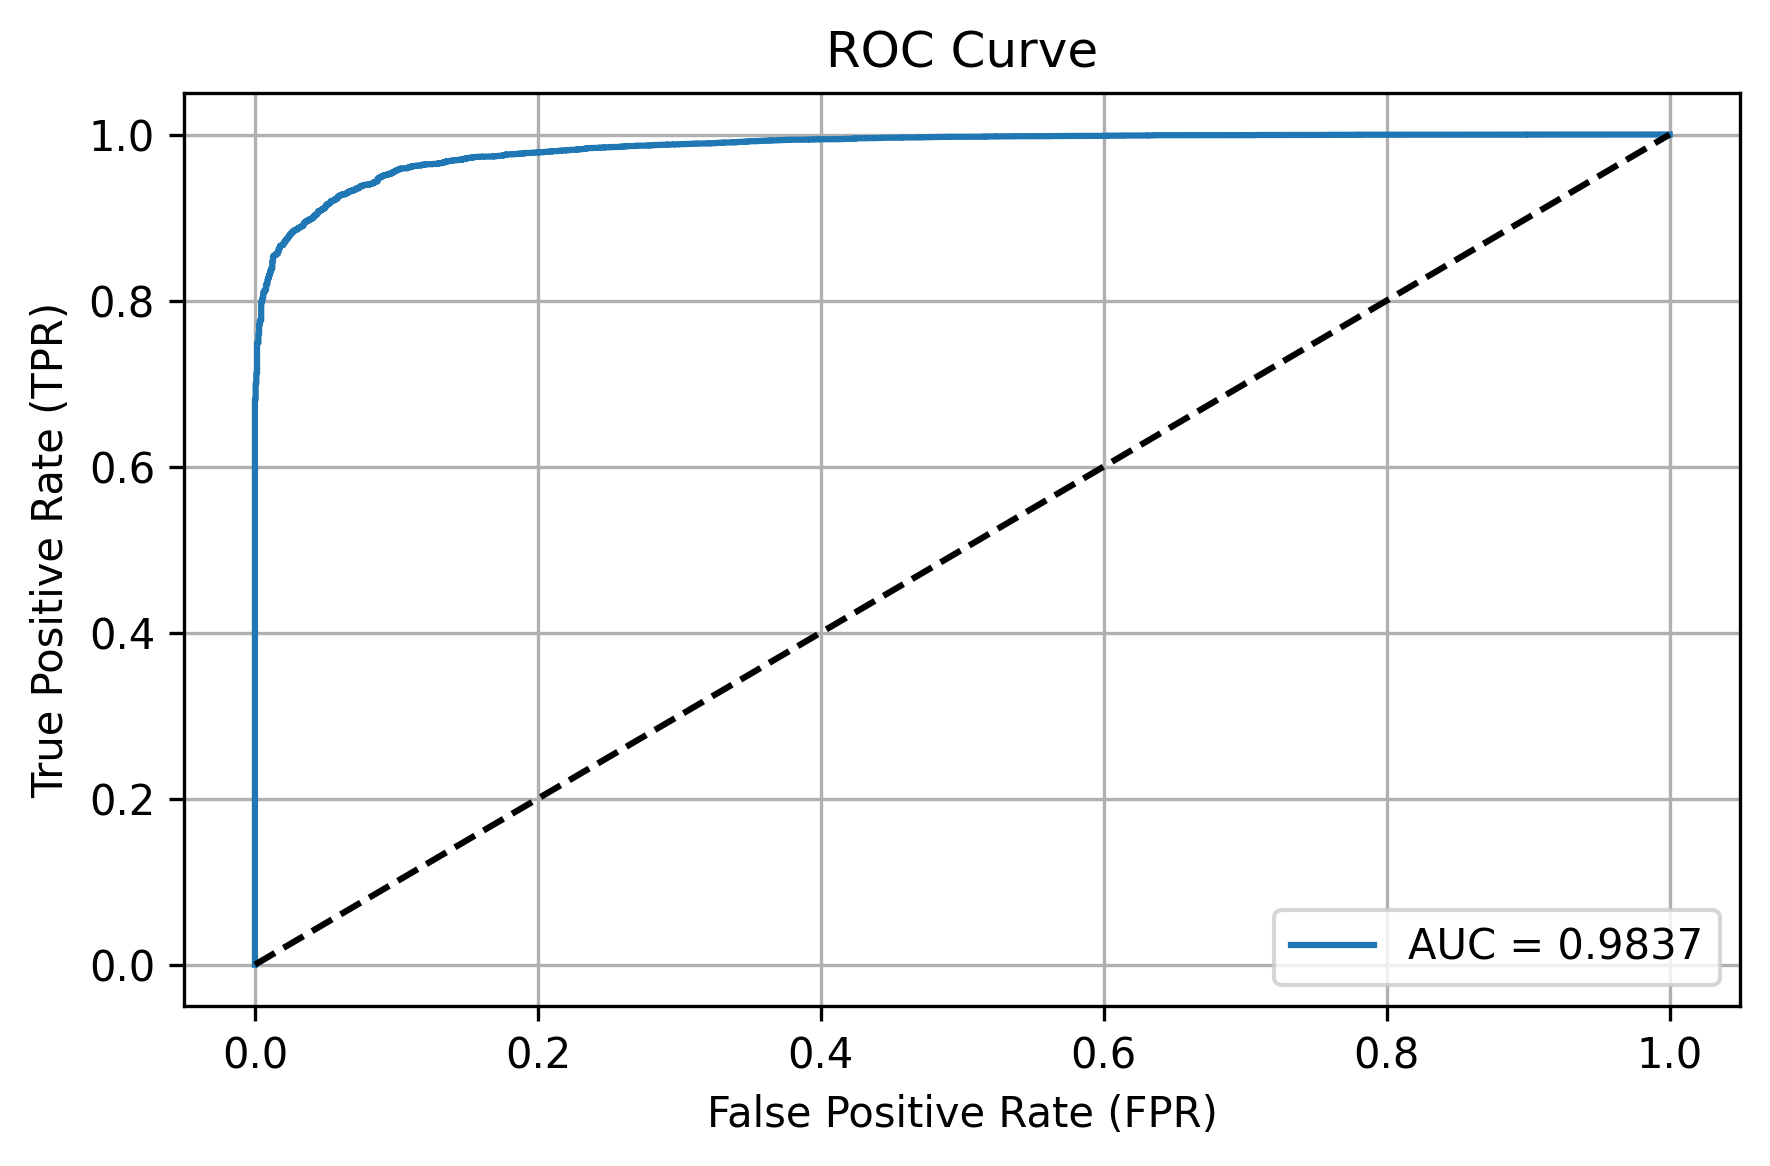 ROC Curve
1.0
0.8
0.6
0.4
0.2
0.0
True Positive Rate (TPR)
AUC = 0.9837
0.0 0.2 0.4 0.6 0.8 1.0
False Positive Rate (FPR)